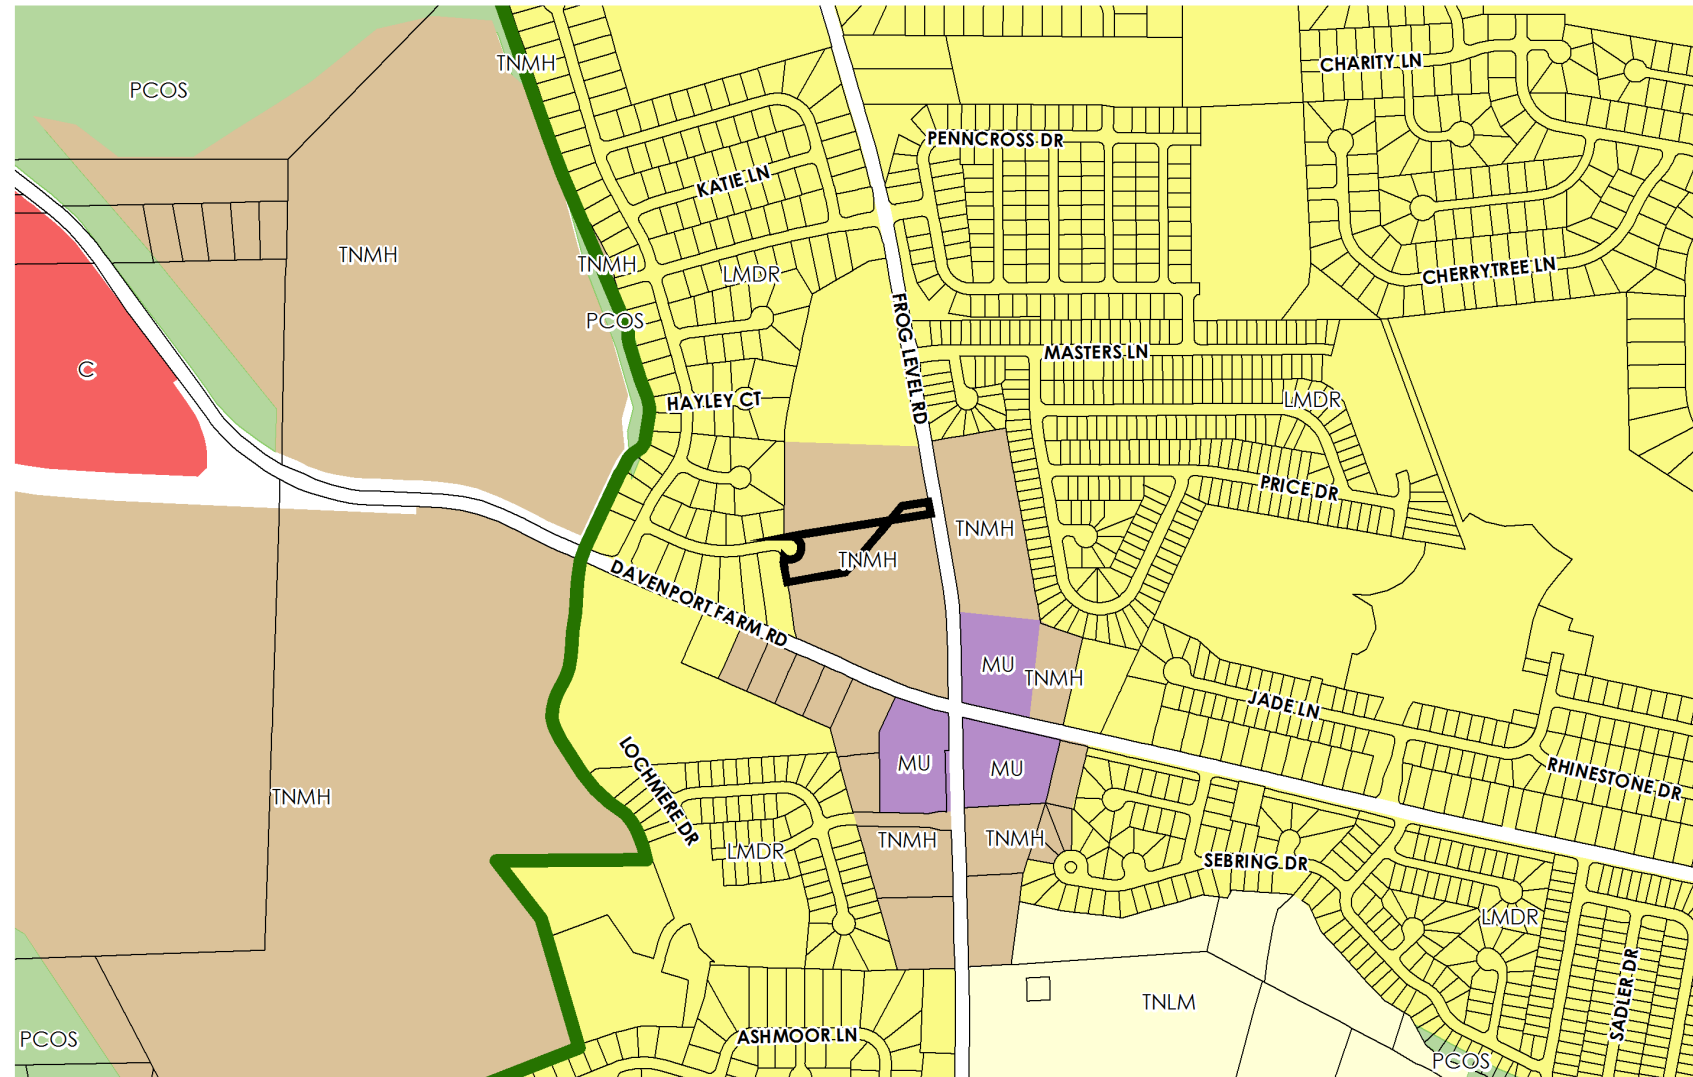 TNMH
CHARITY LN
PCOS
PENNCROSS DR
KATIE LN
TNMH
TNMH
LMDR
CHERRYTREE LN
PCOS
FROG LEVEL RD
MASTERS LN
C
HAYLEY CT
LMDR
PRICE DR
TNMH
TNMH
DAVENPORT FARM RD
MU
TNMH
JADE LN
LOCHMERE DR
MU
MU
RHINESTONE DR
TNMH
TNMH
TNMH
LMDR
SEBRING DR
LMDR
SADLER DR
TNLM
PCOS
ASHMOOR LN
PCOS